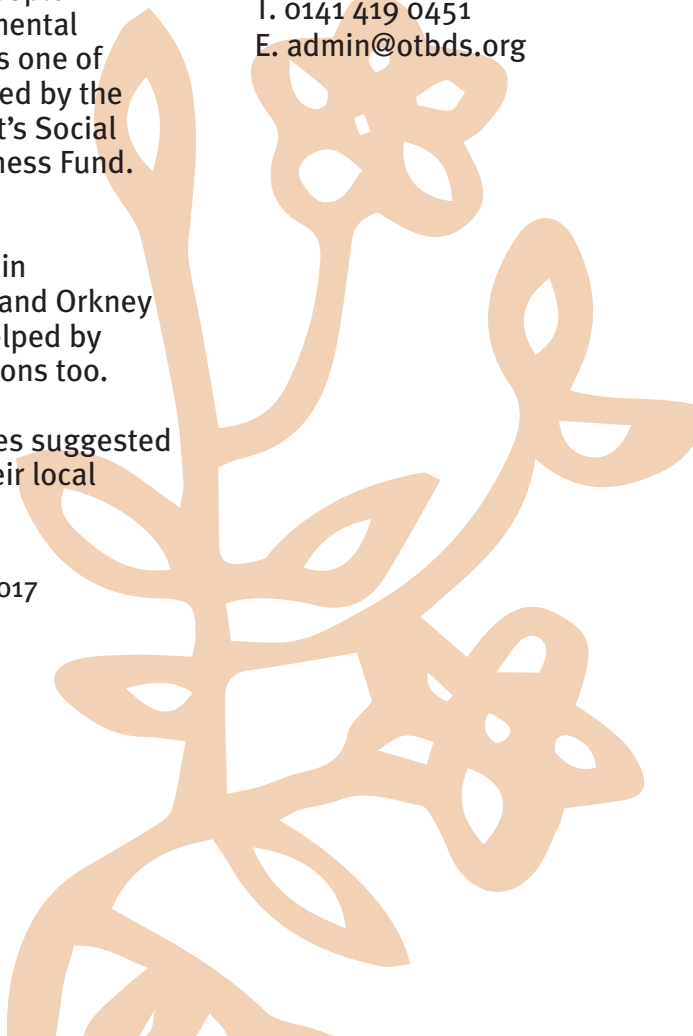 mental
s one of
ed by the
t's Social
ness Fund.
in
and Orkney
elped by
ons too.
es suggested
eir local
017
T. 0141 419 0451
E. admin@otbds.org